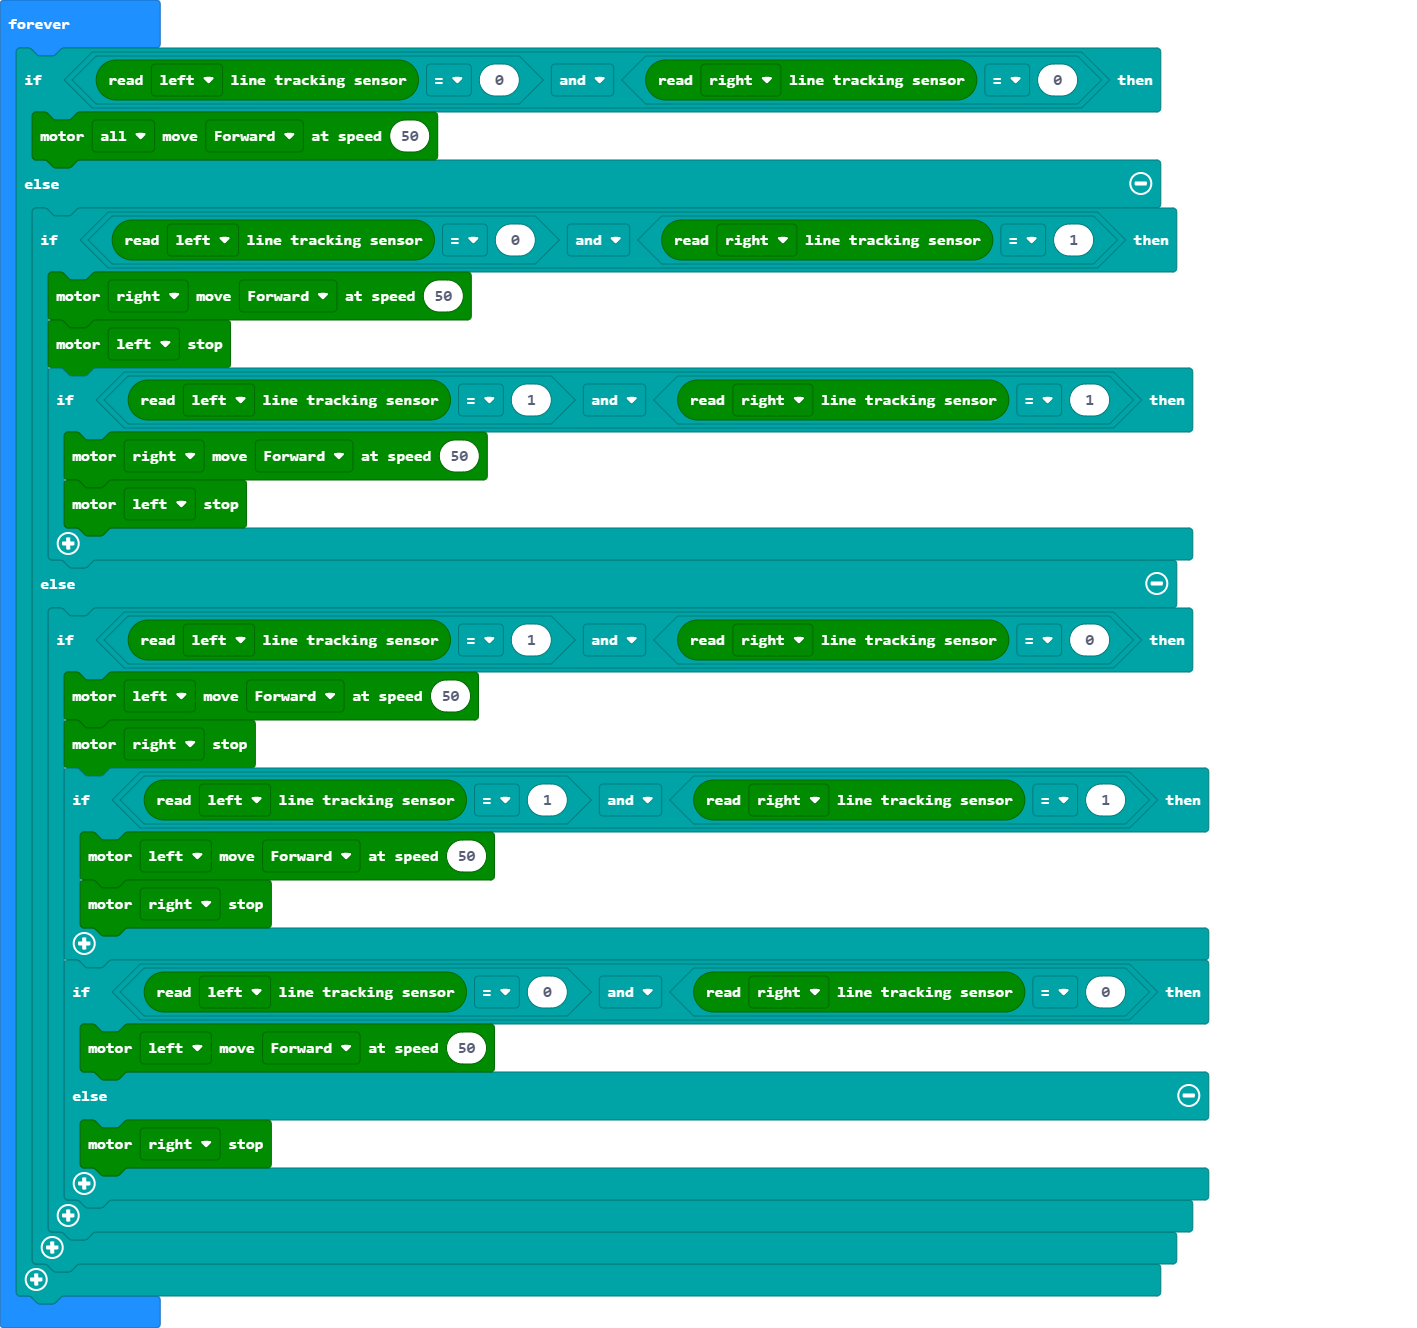 forever
if read left line tracking sensor = 0 and read right line tracking sensor = 0 then
motor all move Forward at speed 50
else
if read left line tracking sensor = 0 and read right line tracking sensor = 1 then
motor right move Forward at speed 50
motor left stop
if read left line tracking sensor = 1 and read right line tracking sensor = 1 then
motor right move Forward at speed 50
motor left stop
else
if read left line tracking sensor = 1 and read right line tracking sensor = 0 then
motor left move Forward at speed 50
motor right stop
if read left line tracking sensor = 1 and read right line tracking sensor = 1 then
motor left move Forward at speed 50
motor right stop
if read left line tracking sensor = 0 and read right line tracking sensor = 0 then
motor left move Forward at speed 50
else
motor right stop